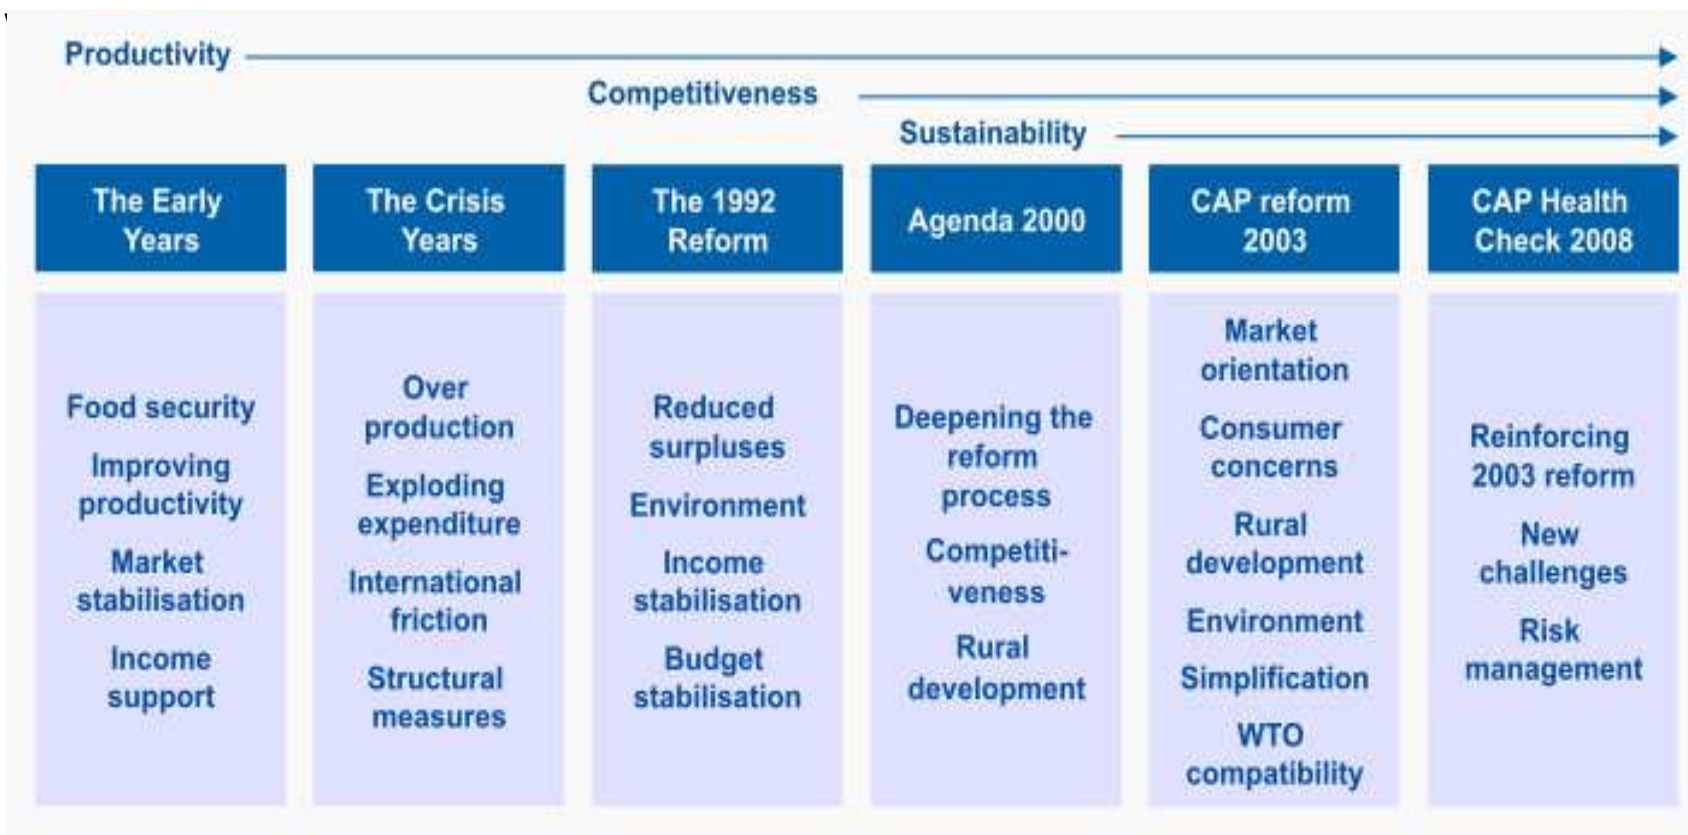 Productivity
Competitiveness
Sustainability
The Early
Years
The Crisis
Years
The 1992
Reform
Agenda 2000
CAP reform
2003
CAP Health
Check 2008
Food security
Improving
productivity
Market
stabilisation
Income
support
Over
production
Exploding
expenditure
International
friction
Structural
measures
Reduced
surpluses
Environment
Income
stabilisation
Budget
stabilisation
Deepening the
reform
process
Competiti-
veness
Rural
development
Market
orientation
Consumer
concerns
Rural
development
Environment
Simplification
WTO
compatibility
Reinforcing
2003 reform
New
challenges
Risk
management